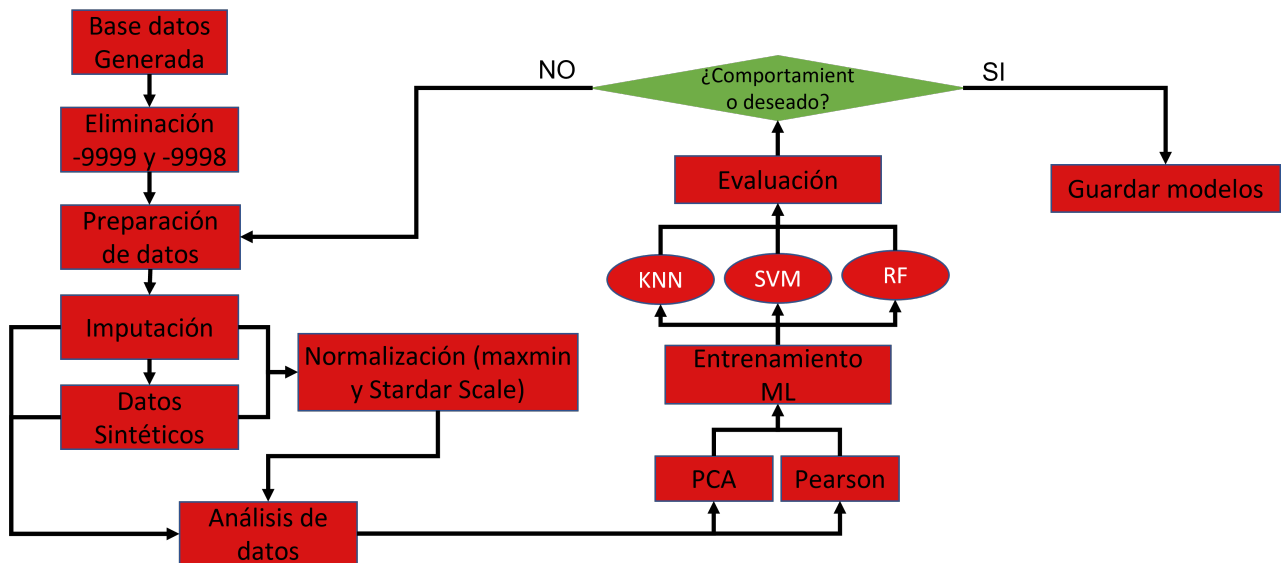 Base datos
Generada
Eliminación
-9999 y -9998
Preparación
de datos
Imputación
Datos
Sintéticos
Normalización (maxmin
y Stardar Scale)
Análisis de
datos
PCA
Pearson
Entrenamiento
ML
KNN
SVM
RF
Evaluación
¿Comportamient
o deseado?
NO
SI
Guardar modelos